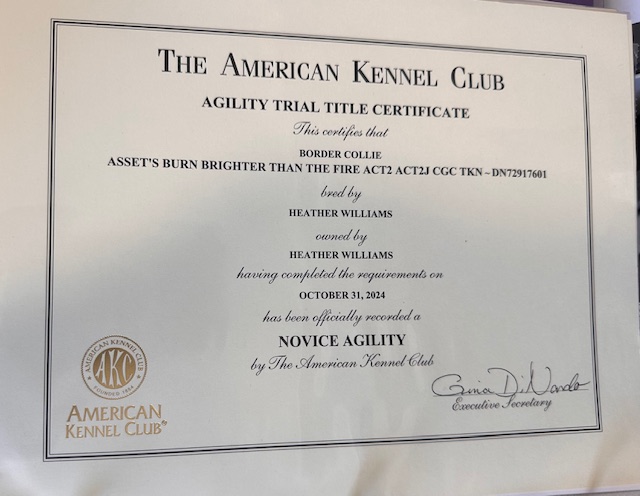 THE AMERICAN KENNEL CLUB
AGILITY TRIAL TITLE CERTIFICATE
This certifies that
BORDER COLLIE
ASSET'S BURN BRIGHTER THAN THE FIRE ACT2 ACT2J CGC TKN ~ DN72917601
bred by
HEATHER WILLIAMS
owned by
HEATHER WILLIAMS
having completed the requirements on
OCTOBER 31, 2024
has been officially recorded a
NOVICE AGILITY
by The American Kennel Club
AMERICAN KENNEL CLUB
AKC
FOUNDED 1884
AMERICAN
KENNEL CLUB®
Gina DiNardo
Executive Secretary